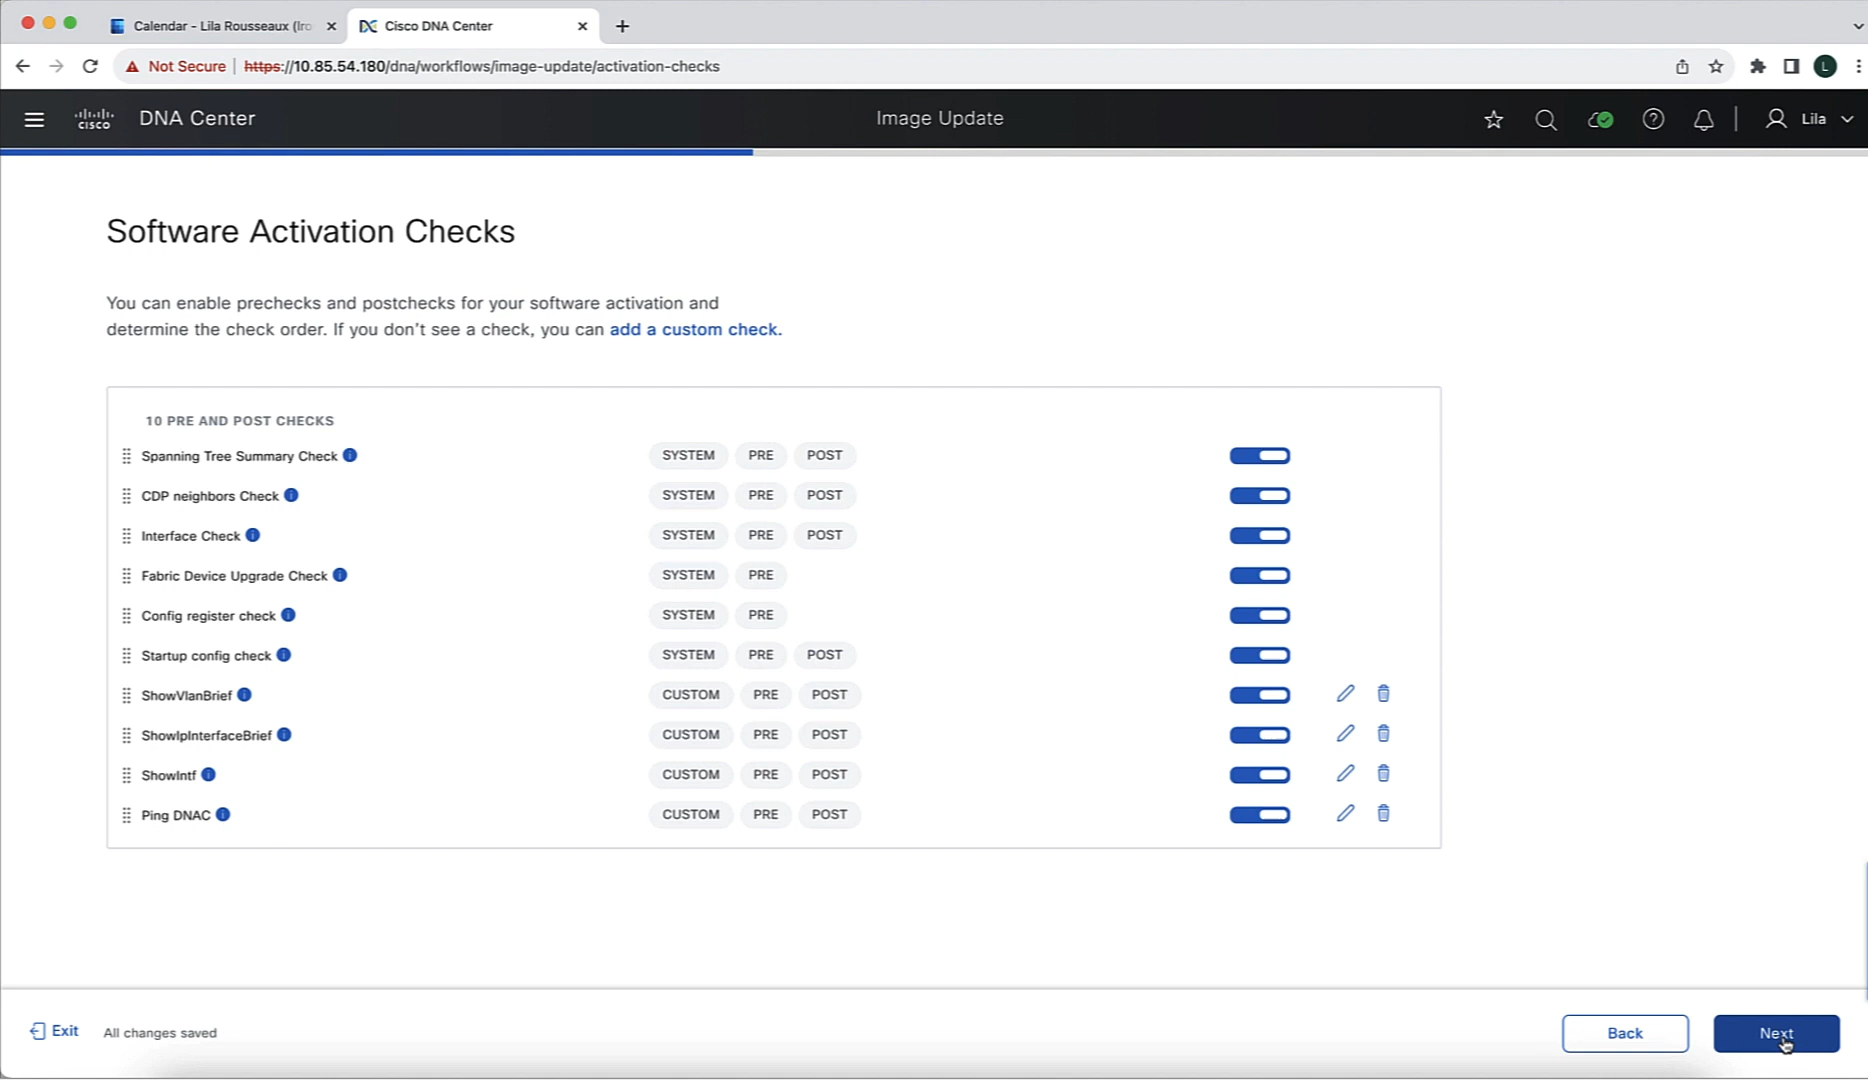 Calendar - Lila Rousseaux (Iro
Cisco DNA Center
Not Secure
https://10.85.54.180/dna/workflows/image-update/activation-checks
L
CISCO
DNA Center
Image Update
Lila
Software Activation Checks
You can enable prechecks and postchecks for your software activation and
determine the check order. If you don't see a check, you can add a custom check.
10 PRE AND POST CHECKS
Spanning Tree Summary Check SYSTEM PRE POST
CDP neighbors Check SYSTEM PRE POST
Interface Check SYSTEM PRE POST
Fabric Device Upgrade Check SYSTEM PRE
Config register check SYSTEM PRE
Startup config check SYSTEM PRE POST
ShowVlanBrief CUSTOM PRE POST
ShowIpInterfaceBrief CUSTOM PRE POST
ShowIntf CUSTOM PRE POST
Ping DNAC CUSTOM PRE POST
Exit
All changes saved
Back
Next